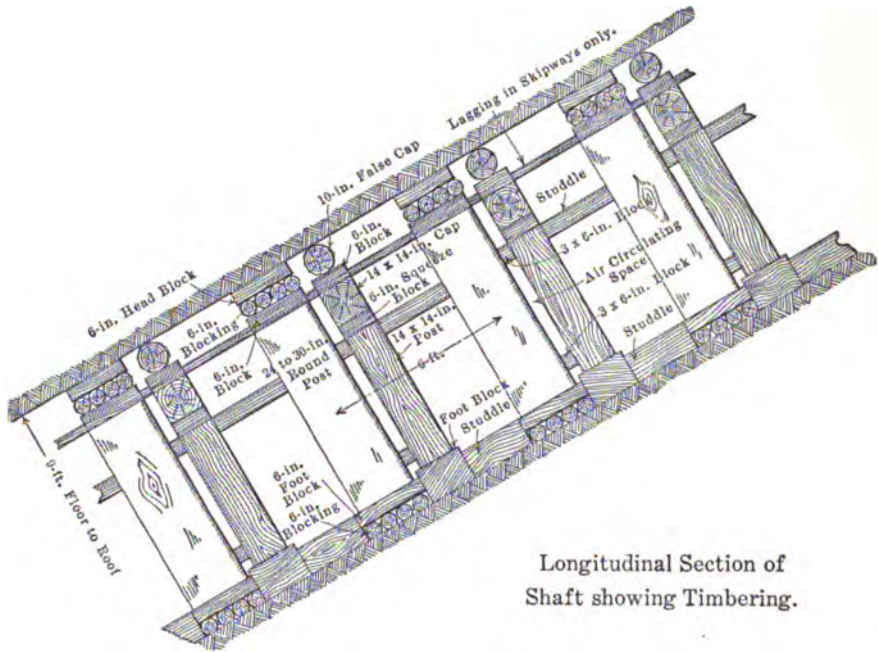 Lagging in Skipways only.
10-in. False Cap
6-in. Head Block
6-in.
Block
14 x 14-in. Cap
6-in. Squeeze
Block
Studdle
3 x 6-in. Block
Air Circulating
Space
3 x 6-in. Block
Studdle
6-in.
Blocking
6-in.
Block
to 30-in.
Round
Post
14 x 14-in.
Post
6-ft.
Foot Block
Studdle
6-in.
Foot
Block
6-in.
Blocking
9-ft. Floor to Roof
Longitudinal Section of
Shaft showing Timbering.